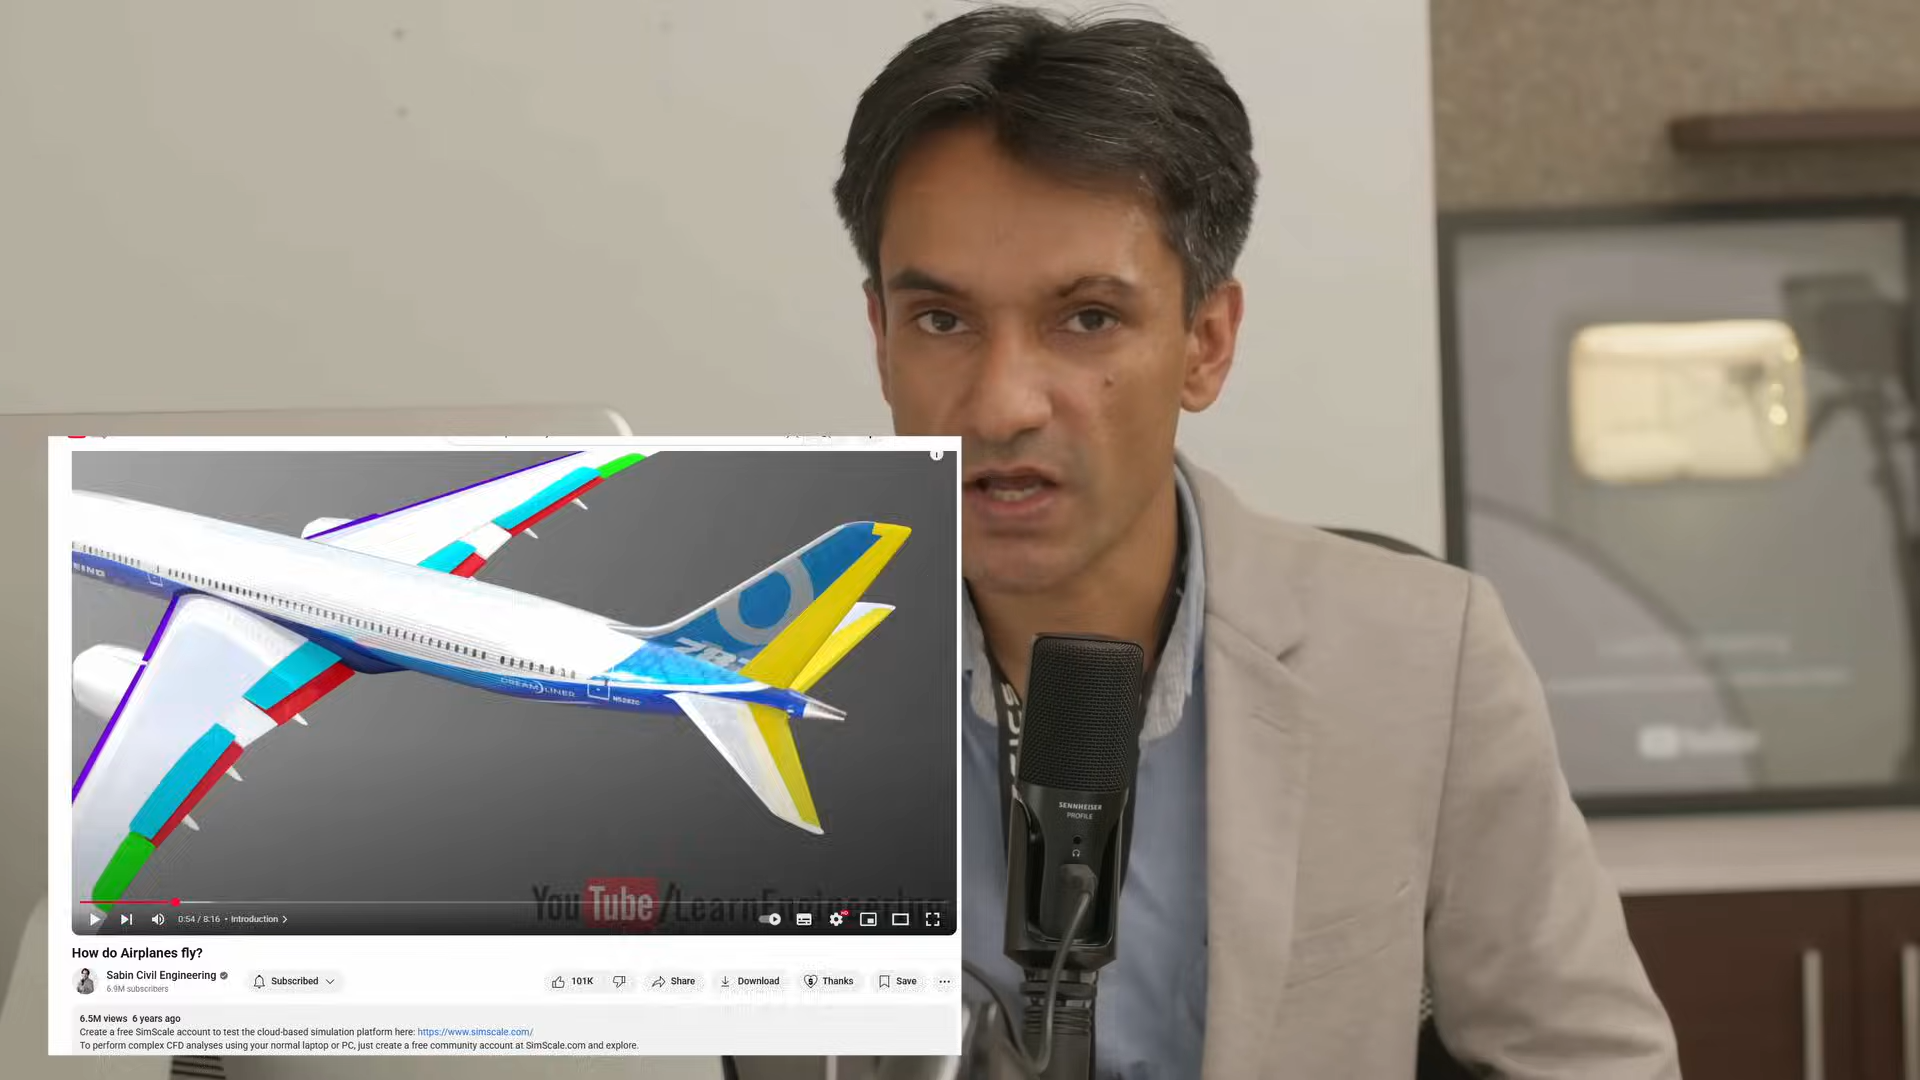 DREAMLINER
N528ZC
YouTube/LearnEngineering
0:54 / 8:16 • Introduction
HD
How do Airplanes fly?
Sabin Civil Engineering
6.9M subscribers
Subscribed
101K
Share
Download
Thanks
Save
6.5M views 6 years ago
Create a free SimScale account to test the cloud-based simulation platform here: https://www.simscale.com/
To perform complex CFD analyses using your normal laptop or PC, just create a free community account at SimScale.com and explore.
SENNHEISER
PROFILE